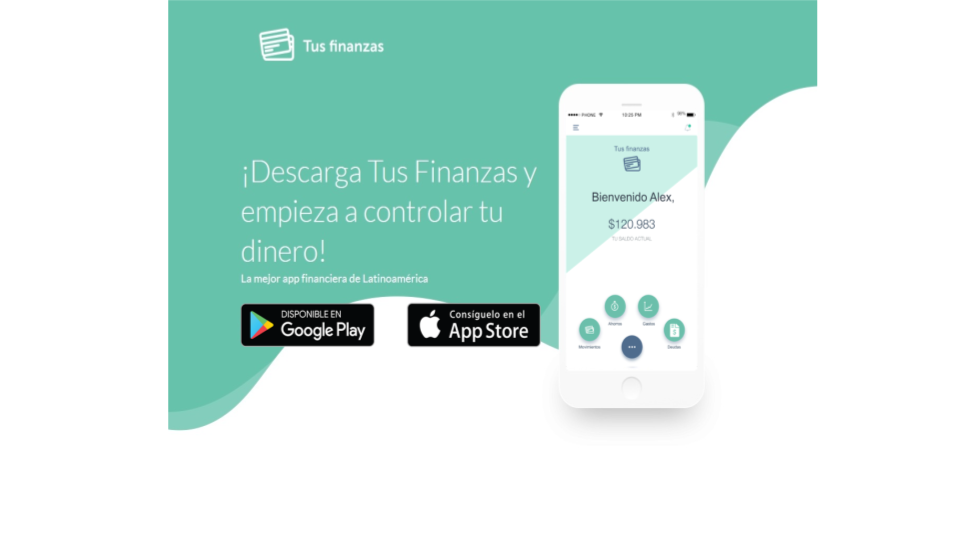 Tus finanzas
¡Descarga Tus Finanzas y
empieza a controlar tu
dinero!
La mejor app financiera de Latinoamérica
DISPONIBLE EN
Google Play
Consíguelo en el
App Store
PHONE
10:25 PM
Tus finanzas
Bienvenido Alex,
$120.983
TU SALDO ACTUAL
Ahorros
Gastos
Movimientos
Deudas